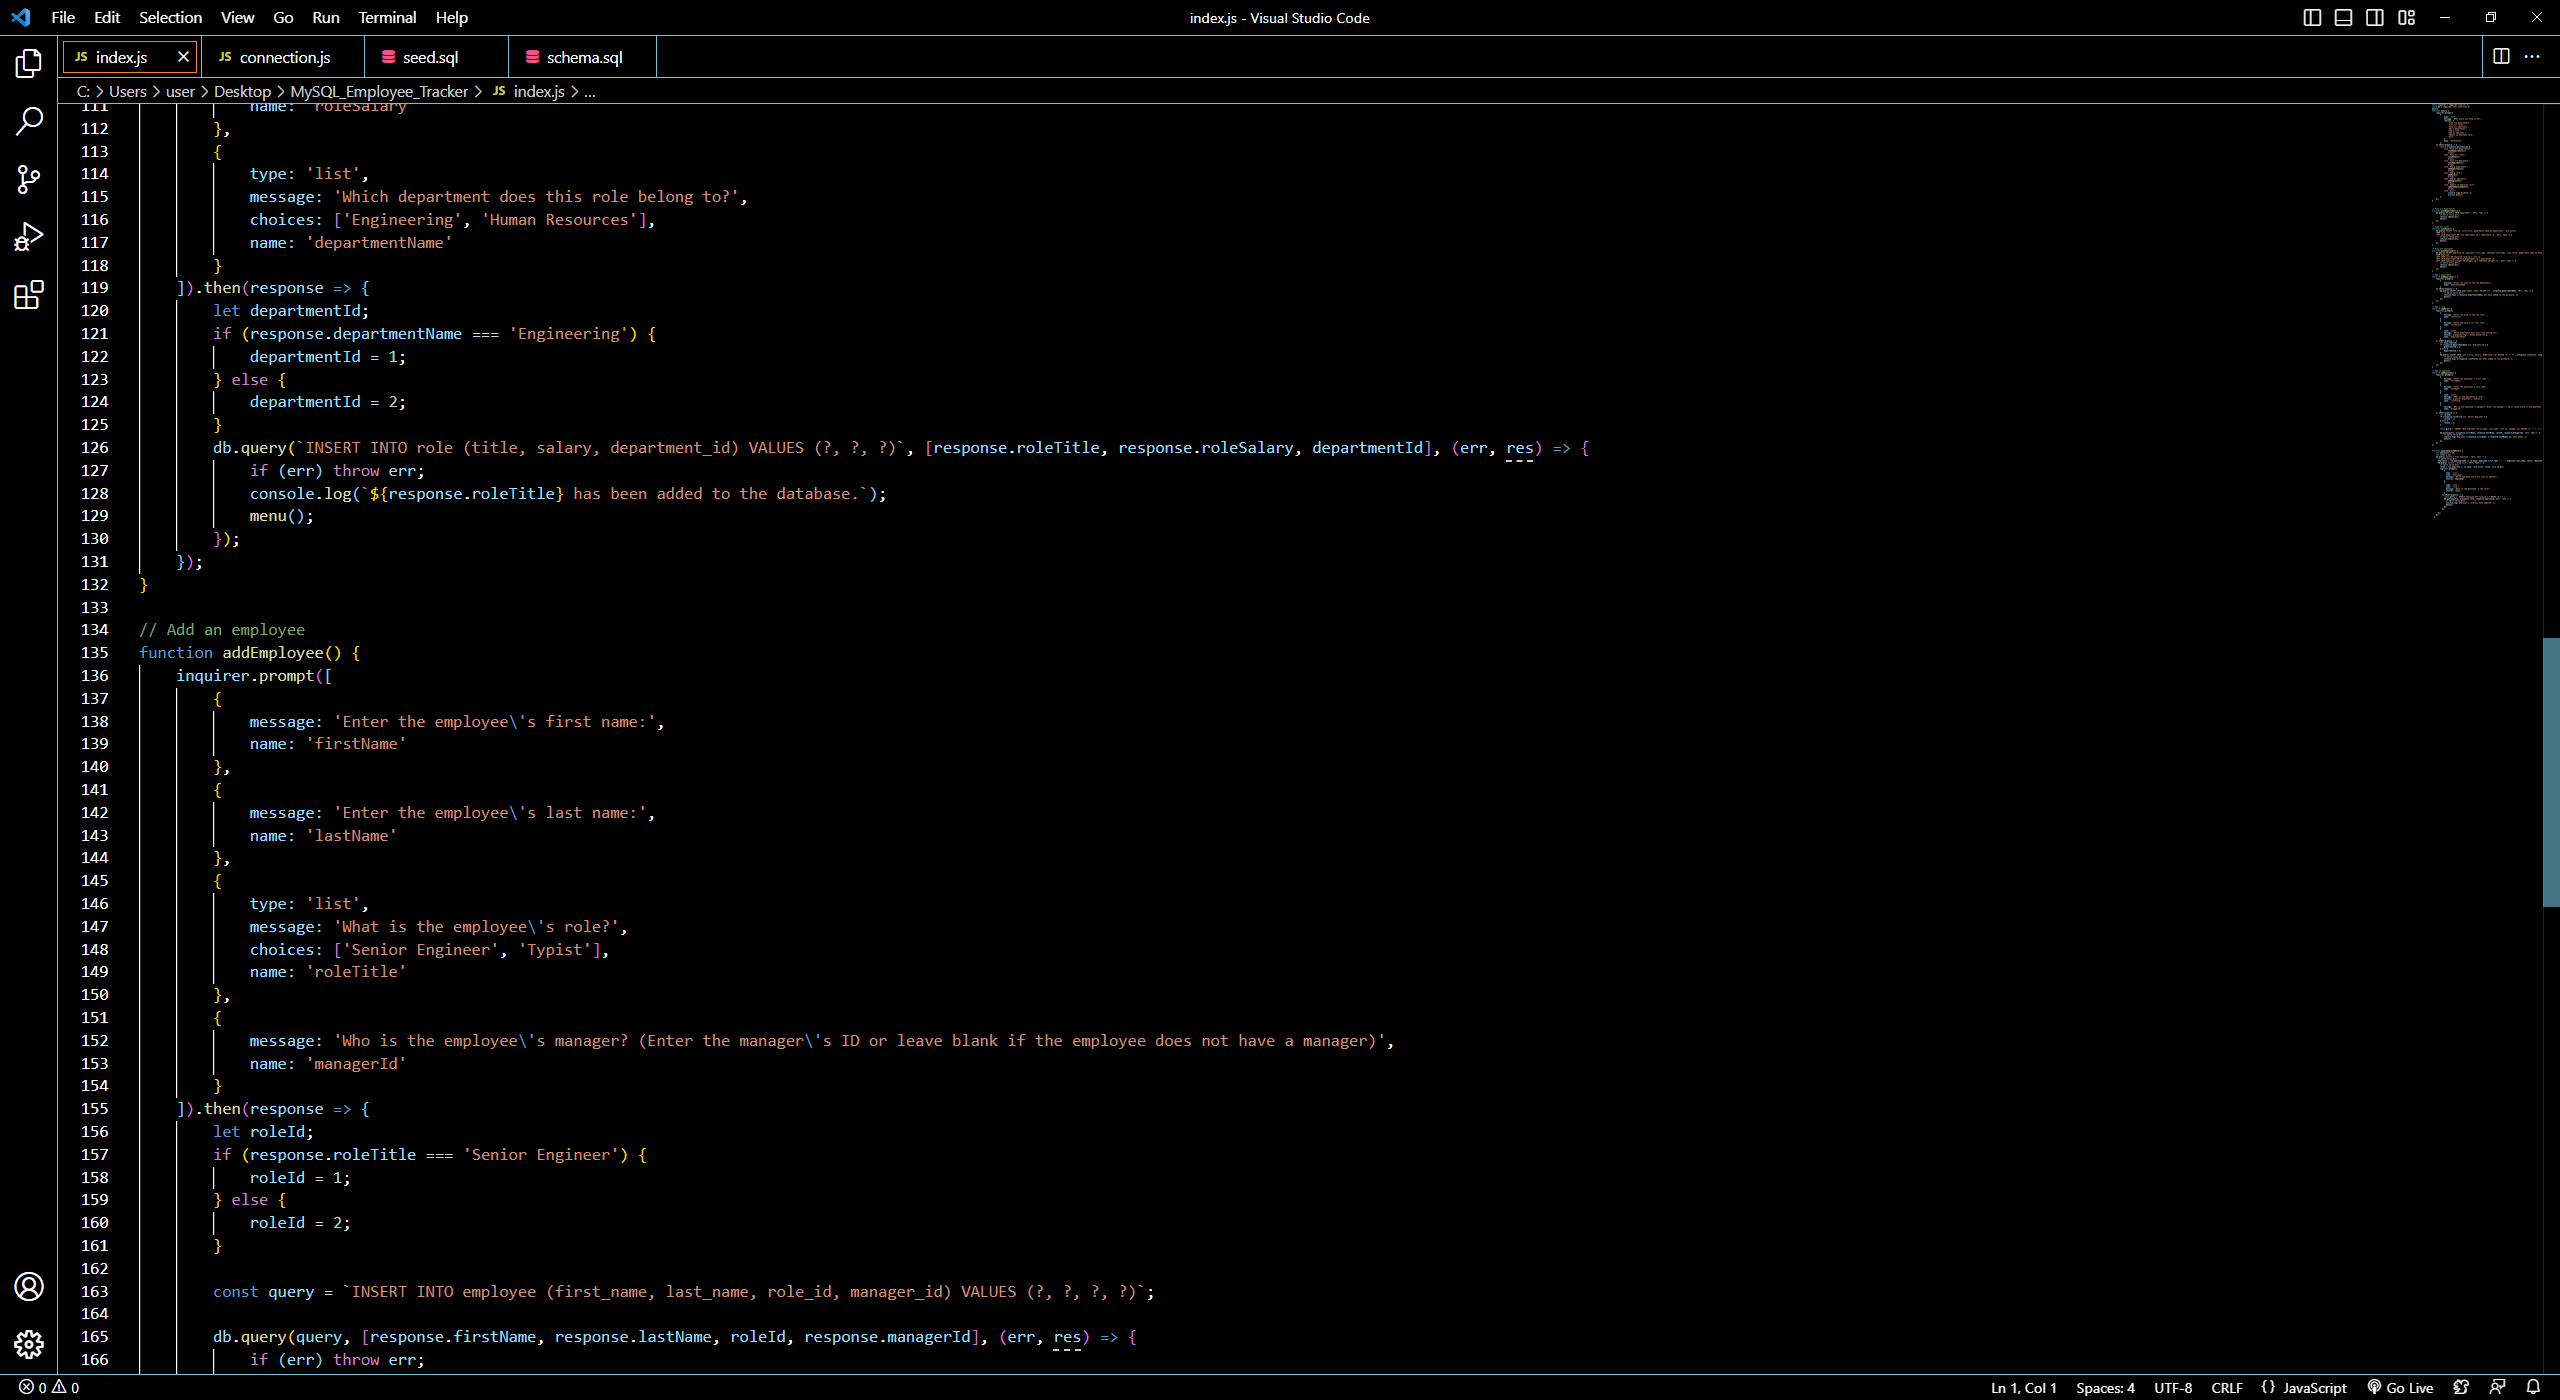 File Edit Selection View Go Run Terminal Help
index.js - Visual Studio Code
JS index.js
JS connection.js
seed.sql
schema.sql
C: > Users > user > Desktop > MySQL_Employee_Tracker > JS index.js > ...
111 name: 'roleSalary'
112 },
113 {
114 type: 'list',
115 message: 'Which department does this role belong to?',
116 choices: ['Engineering', 'Human Resources'],
117 name: 'departmentName'
118 }
119 ]).then(response => {
120 let departmentId;
121 if (response.departmentName === 'Engineering') {
122 departmentId = 1;
123 } else {
124 departmentId = 2;
125 }
126 db.query(`INSERT INTO role (title, salary, department_id) VALUES (?, ?, ?)`, [response.roleTitle, response.roleSalary, departmentId], (err, res) => {
127 if (err) throw err;
128 console.log(`${response.roleTitle} has been added to the database.`);
129 menu();
130 });
131 });
132 }
133
134 // Add an employee
135 function addEmployee() {
136 inquirer.prompt([
137 {
138 message: 'Enter the employee\'s first name:',
139 name: 'firstName'
140 },
141 {
142 message: 'Enter the employee\'s last name:',
143 name: 'lastName'
144 },
145 {
146 type: 'list',
147 message: 'What is the employee\'s role?',
148 choices: ['Senior Engineer', 'Typist'],
149 name: 'roleTitle'
150 },
151 {
152 message: 'Who is the employee\'s manager? (Enter the manager\'s ID or leave blank if the employee does not have a manager)',
153 name: 'managerId'
154 }
155 ]).then(response => {
156 let roleId;
157 if (response.roleTitle === 'Senior Engineer') {
158 roleId = 1;
159 } else {
160 roleId = 2;
161 }
162
163 const query = `INSERT INTO employee (first_name, last_name, role_id, manager_id) VALUES (?, ?, ?, ?)`;
164
165 db.query(query, [response.firstName, response.lastName, roleId, response.managerId], (err, res) => {
166 if (err) throw err;
0 0
Ln 1, Col 1 Spaces: 4 UTF-8 CRLF {} JavaScript Go Live